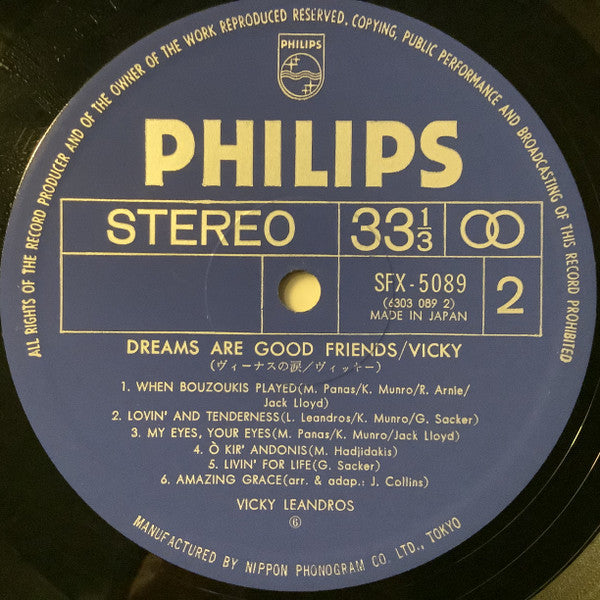 ALL RIGHTS OF THE RECORD PRODUCER AND OF THE OWNER OF THE WORK REPRODUCED RESERVED. COPYING, PUBLIC PERFORMANCE AND BROADCASTING OF THIS RECORD PROHIBITED
PHILIPS
PHILIPS
STEREO 33 1/3
SFX-5089
(6303 089 2)
MADE IN JAPAN
2
DREAMS ARE GOOD FRIENDS/VICKY
(ヴィーナスの涙/ヴィッキー)
1. WHEN BOUZOUKIS PLAYED(M. Panas/K. Munro/R. Arnie/
Jack Lloyd)
2. LOVIN' AND TENDERNESS(L. Leandros/K. Munro/G. Sacker)
3. MY EYES, YOUR EYES(M. Panas/K. Munro/Jack Lloyd)
4. Ò KIR' ANDONIS(M. Hadjidakis)
5. LIVIN' FOR LIFE(G. Sacker)
6. AMAZING GRACE(arr. & adap.: J. Collins)
VICKY LEANDROS
⑥
MANUFACTURED BY NIPPON PHONOGRAM CO. LTD., TOKYO